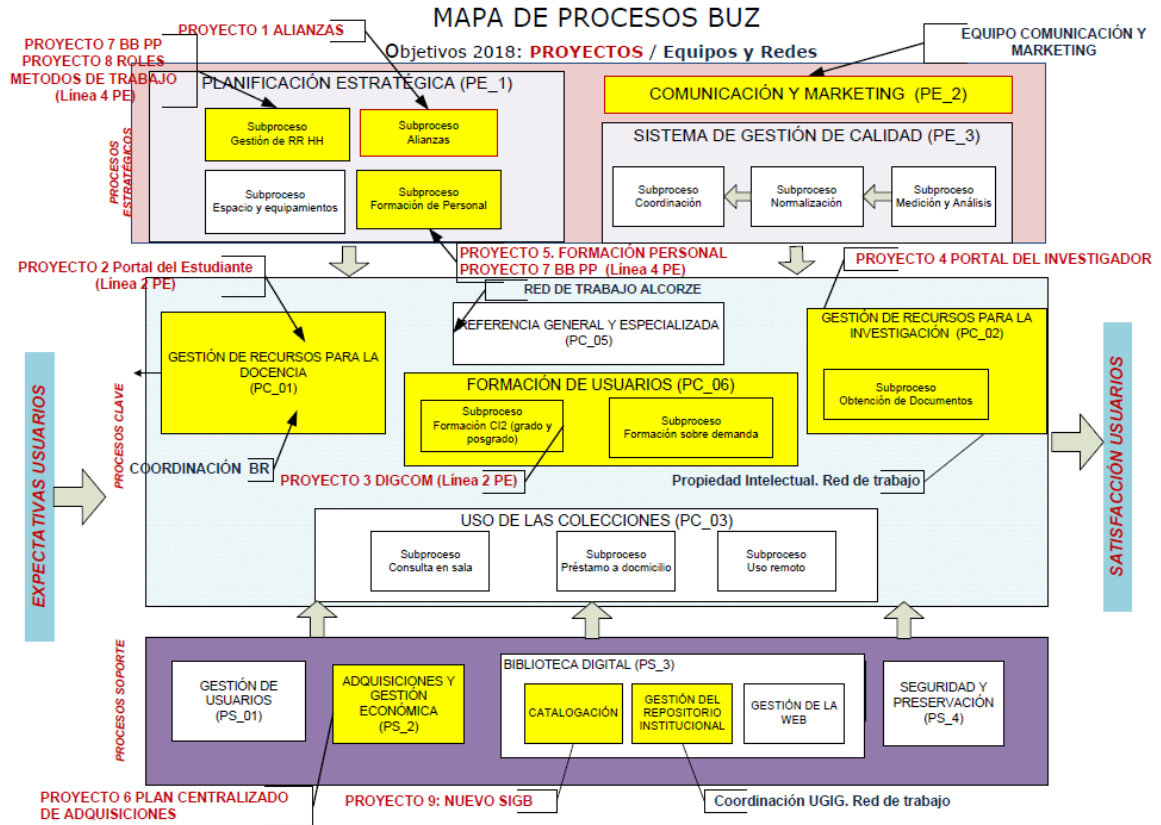 MAPA DE PROCESOS BUZ
Objetivos 2018: PROYECTOS / Equipos y Redes
PROYECTO 1 ALIANZAS
PROYECTO 7 BB PP
PROYECTO 8 ROLES
METODOS DE TRABAJO
(Línea 4 PE)
EQUIPO COMUNICACIÓN Y
MARKETING
PROCESOS
ESTRATÉGICOS
PLANIFICACIÓN ESTRATÉGICA (PE_1)
Subproceso
Gestión de RR HH
Subproceso
Alianzas
Subproceso
Espacio y equipamientos
Subproceso
Formación de Personal
COMUNICACIÓN Y MARKETING (PE_2)
SISTEMA DE GESTIÓN DE CALIDAD (PE_3)
Subproceso
Coordinación
Subproceso
Normalización
Subproceso
Medición y Análisis
PROYECTO 2 Portal del Estudiante
(Línea 2 PE)
PROYECTO 5. FORMACIÓN PERSONAL
PROYECTO 7 BB PP (Línea 4 PE)
PROYECTO 4 PORTAL DEL INVESTIGADOR
RED DE TRABAJO ALCORZE
EXPECTATIVAS USUARIOS
PROCESOS CLAVE
GESTIÓN DE RECURSOS PARA LA
DOCENCIA
(PC_01)
REFERENCIA GENERAL Y ESPECIALIZADA
(PC_05)
GESTIÓN DE RECURSOS PARA LA
INVESTIGACIÓN (PC_02)
Subproceso
Obtención de Documentos
FORMACIÓN DE USUARIOS (PC_06)
Subproceso
Formación CI2 (grado y
posgrado)
Subproceso
Formación sobre demanda
COORDINACIÓN BR
PROYECTO 3 DIGCOM (Línea 2 PE)
Propiedad Intelectual. Red de trabajo
USO DE LAS COLECCIONES (PC_03)
Subproceso
Consulta en sala
Subproceso
Préstamo a docmicilio
Subproceso
Uso remoto
SATISFACCIÓN USUARIOS
PROCESOS SOPORTE
GESTIÓN DE
USUARIOS
(PS_01)
ADQUISICIONES Y
GESTIÓN
ECONÓMICA
(PS_2)
BIBLIOTECA DIGITAL (PS_3)
CATALOGACIÓN
GESTIÓN DEL
REPOSITORIO
INSTITUCIONAL
GESTIÓN DE LA
WEB
SEGURIDAD Y
PRESERVACIÓN
(PS_4)
PROYECTO 6 PLAN CENTRALIZADO
DE ADQUISICIONES
PROYECTO 9: NUEVO SIGB
Coordinación UGIG. Red de trabajo